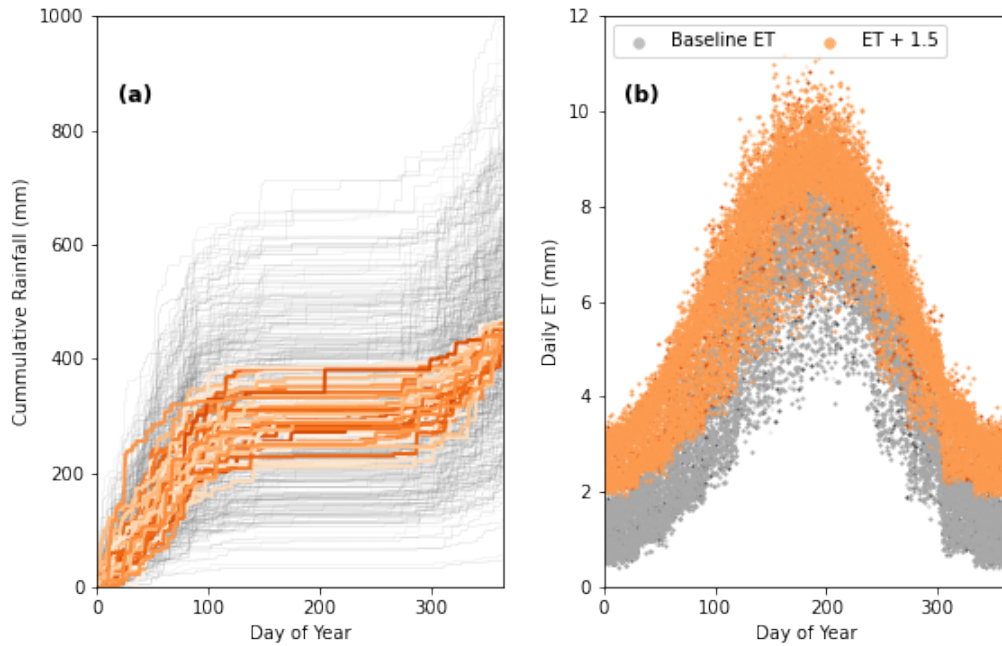 1000
800
600
400
200
0
(a)
Cummulative Rainfall (mm)
0 100 200 300
Day of Year
12
10
8
6
4
2
0
Baseline ET ET + 1.5
(b)
Daily ET (mm)
0 100 200 300
Day of Year